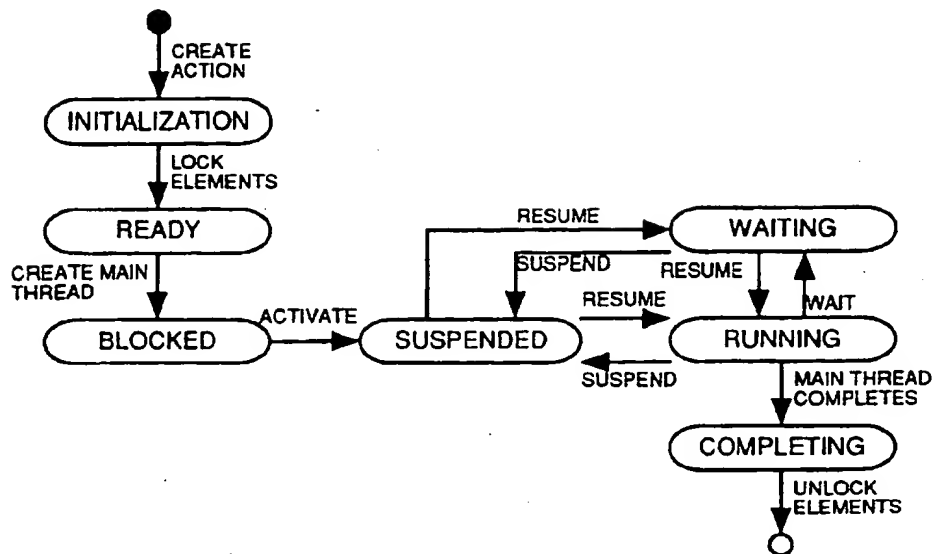 CREATE
ACTION
INITIALIZATION
LOCK
ELEMENTS
READY
CREATE MAIN
THREAD
BLOCKED
ACTIVATE
SUSPENDED
RESUME
SUSPEND
WAITING
RESUME
WAIT
RESUME
SUSPEND
RUNNING
MAIN THREAD
COMPLETES
COMPLETING
UNLOCK
ELEMENTS